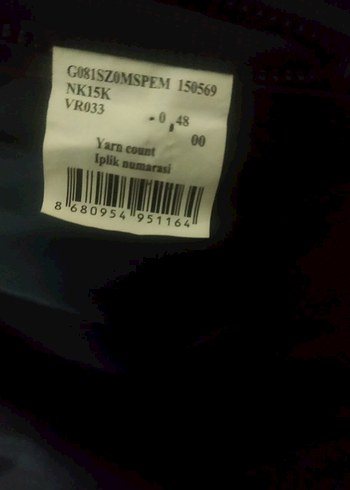 G081SZ0MSPEM 150569
NK15K
VR033
- 0,48
00
Yarn count
Iplik numarasi
8 680954 951164